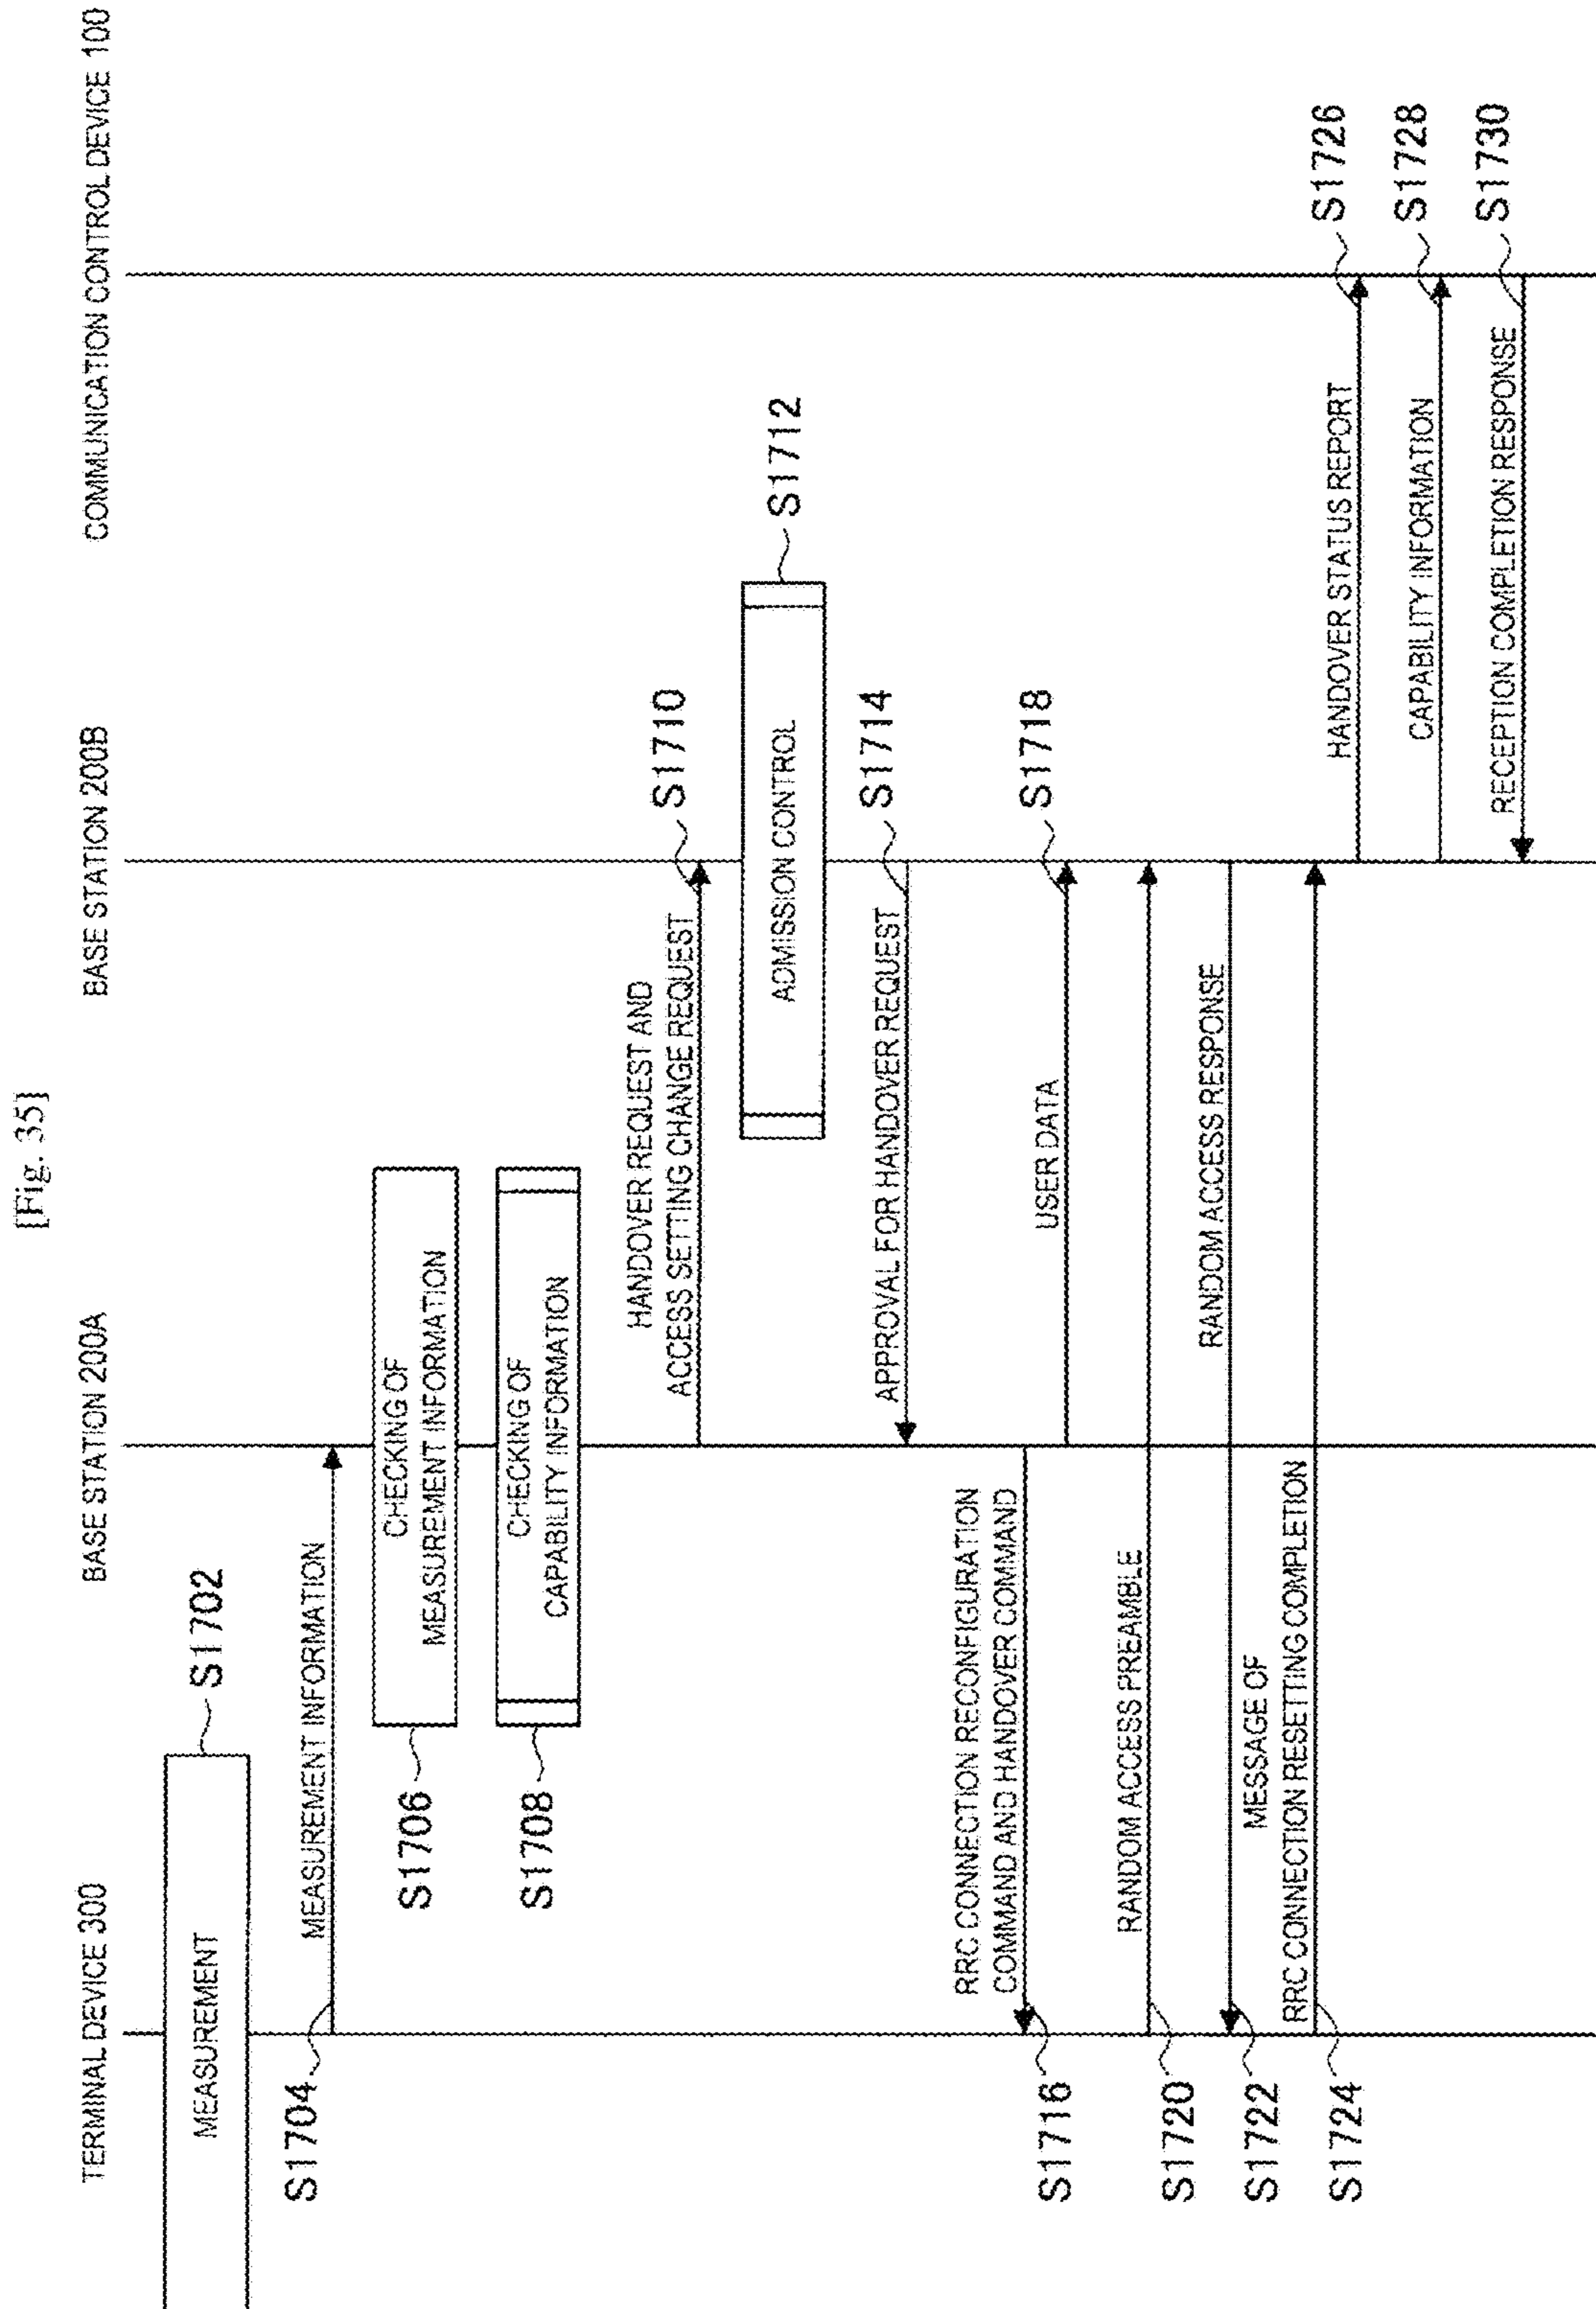 [Fig. 35]
TERMINAL DEVICE 300
BASE STATION 200A
BASE STATION 200B
COMMUNICATION CONTROL DEVICE 100
MEASUREMENT
S1702
S1704
MEASUREMENT INFORMATION
S1706
CHECKING OF
MEASUREMENT INFORMATION
S1708
CHECKING OF
CAPABILITY INFORMATION
HANDOVER REQUEST AND
ACCESS SETTING CHANGE REQUEST
S1710
ADMISSION CONTROL
S1712
APPROVAL FOR HANDOVER REQUEST
S1714
RRC CONNECTION RECONFIGURATION
COMMAND AND HANDOVER COMMAND
S1716
USER DATA
S1718
RANDOM ACCESS PREAMBLE
S1720
RANDOM ACCESS RESPONSE
S1722
MESSAGE OF
RRC CONNECTION RESETTING COMPLETION
S1724
HANDOVER STATUS REPORT
S1726
CAPABILITY INFORMATION
S1728
RECEPTION COMPLETION RESPONSE
S1730